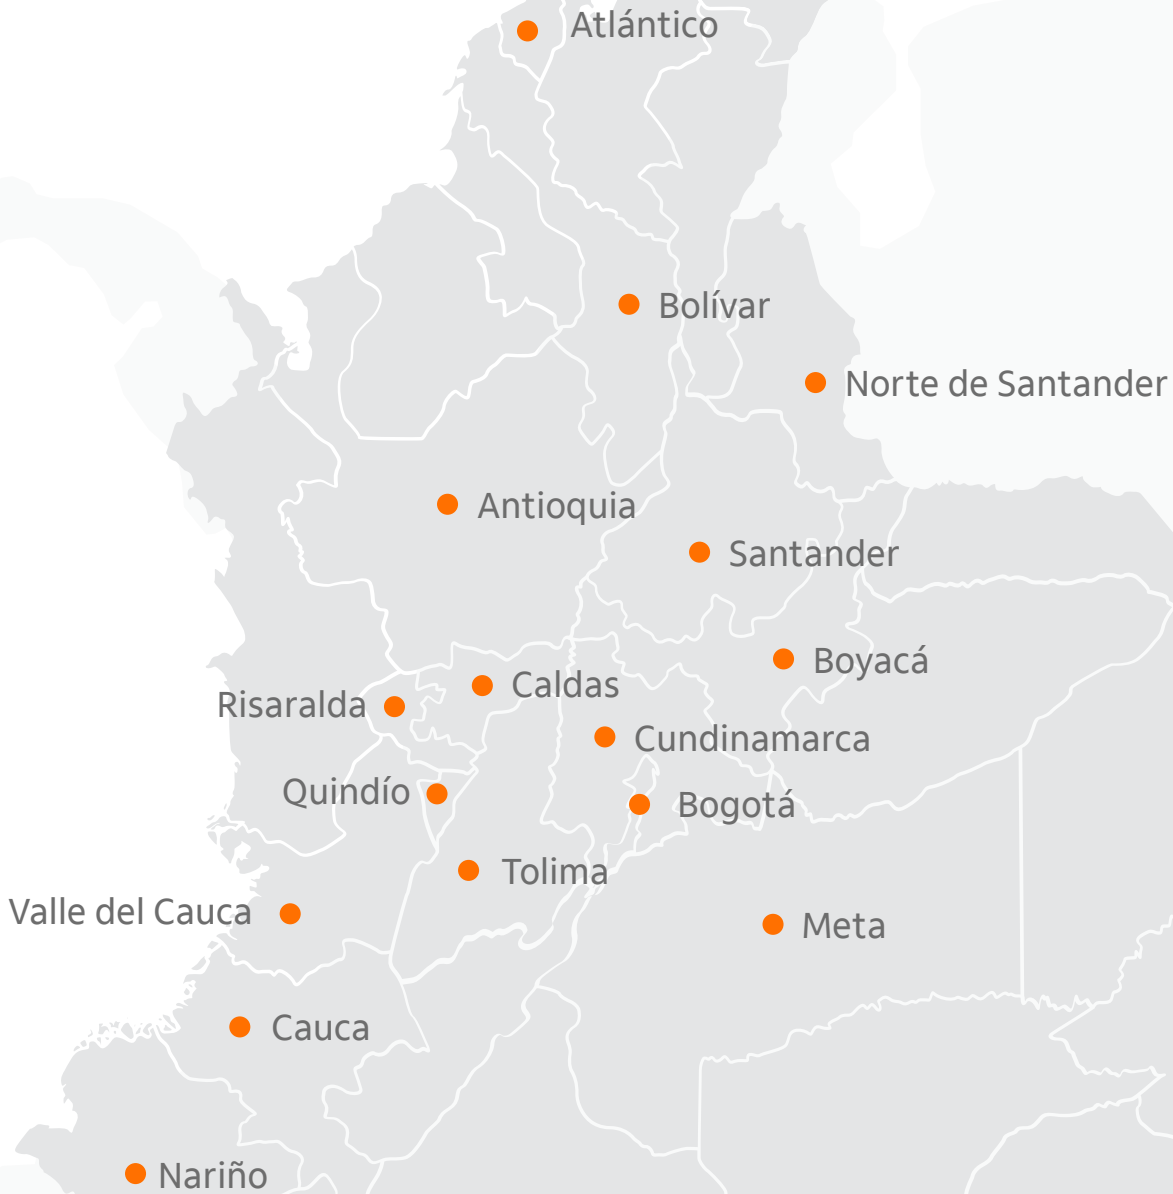 Atlántico
Bolívar
Norte de Santander
Antioquia
Santander
Boyacá
Caldas
Risaralda
Cundinamarca
Quindío
Bogotá
Tolima
Valle del Cauca
Meta
Cauca
Nariño